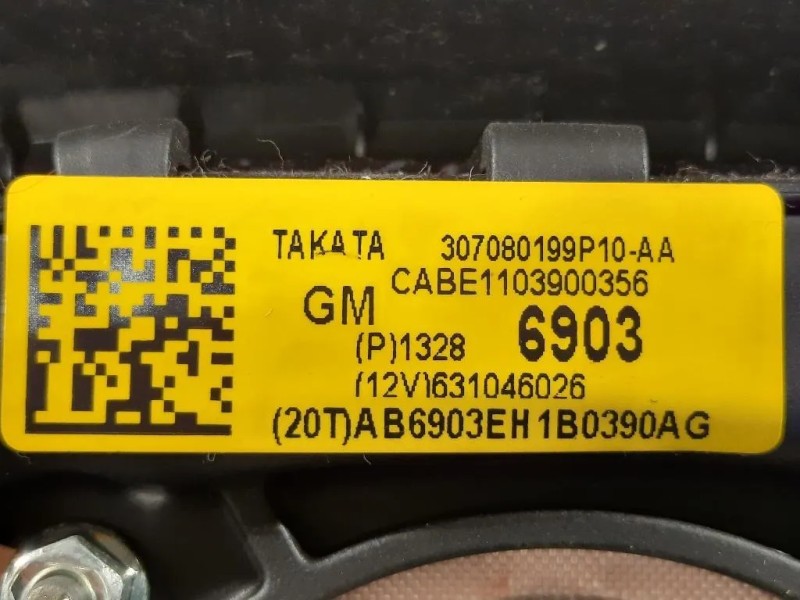 TAKATA 307080199P10-AA
CABE1103900356
GM
(P)1328 6903
(12V)631046026
(20T)AB6903EH1B0390AG